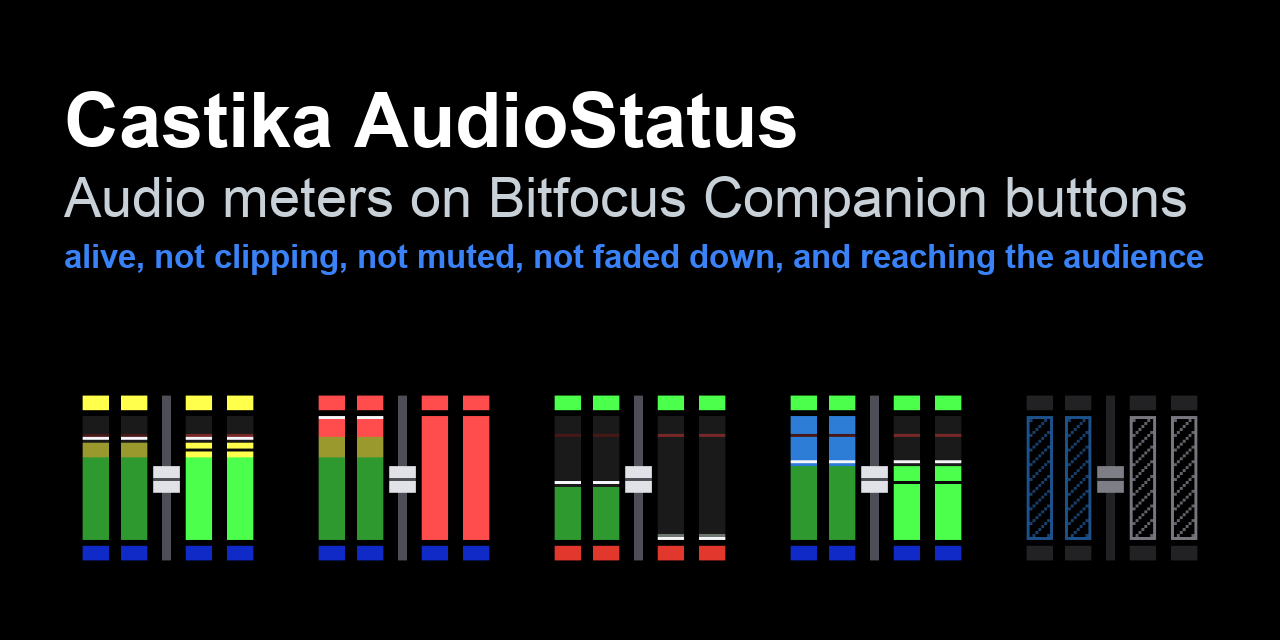 Castika AudioStatus
Audio meters on Bitfocus Companion buttons
alive, not clipping, not muted, not faded down, and reaching the audience